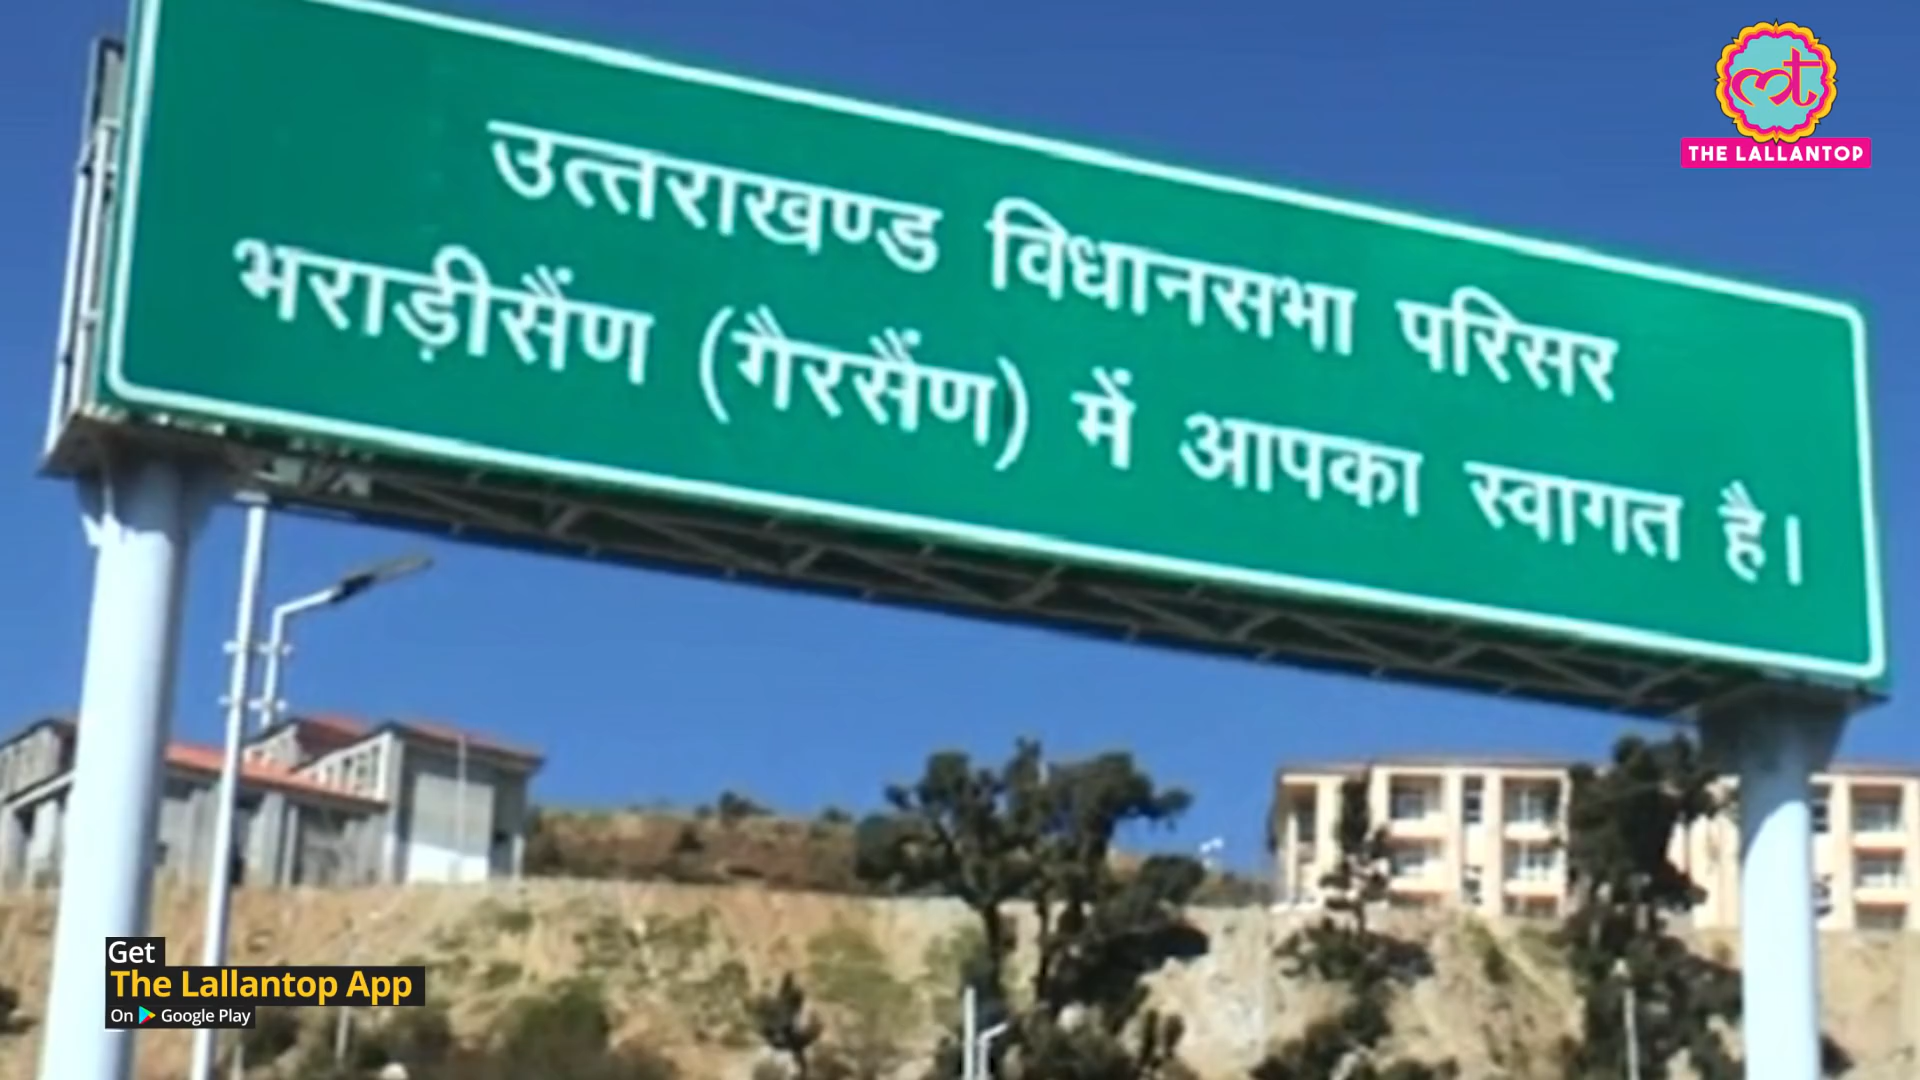 उत्तराखण्ड विधानसभा परिसर
भराड़ीसैंण (गैरसैंण) में आपका स्वागत है।
THE LALLANTOP
Get
The Lallantop App
On Google Play